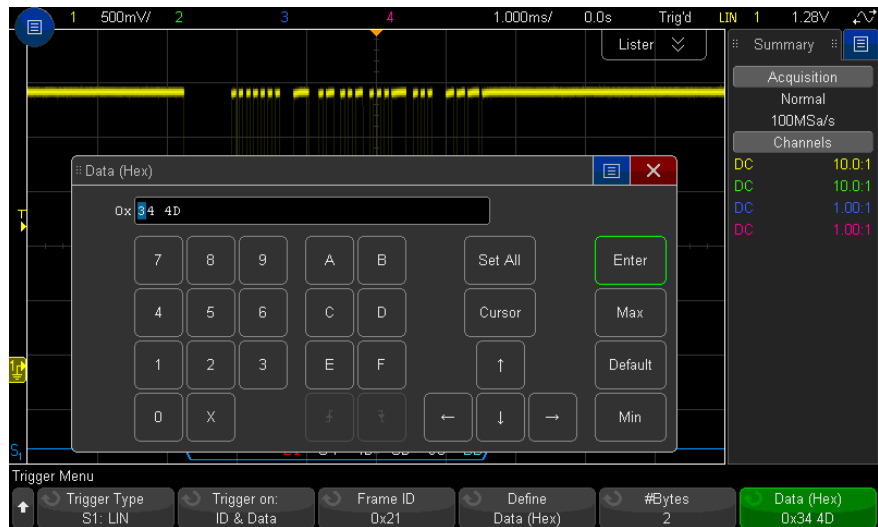 1 500mV/ 2 3 4 1.000ms/ 0.0s Trig'd LIN 1 1.28V
Lister
Summary
Acquisition
Normal
100MSa/s
Channels
DC 10.0:1
DC 10.0:1
DC 1.00:1
DC 1.00:1
T
Data (Hex)
0x 34 4D
7 8 9 A B Set All Enter
4 5 6 C D Cursor Max
1 2 3 E F ↑ Default
0 X ← ↓ → Min
S1
Trigger Menu
Trigger Type
S1: LIN
Trigger on:
ID & Data
Frame ID
0x21
Define
Data (Hex)
#Bytes
2
Data (Hex)
0x34 4D